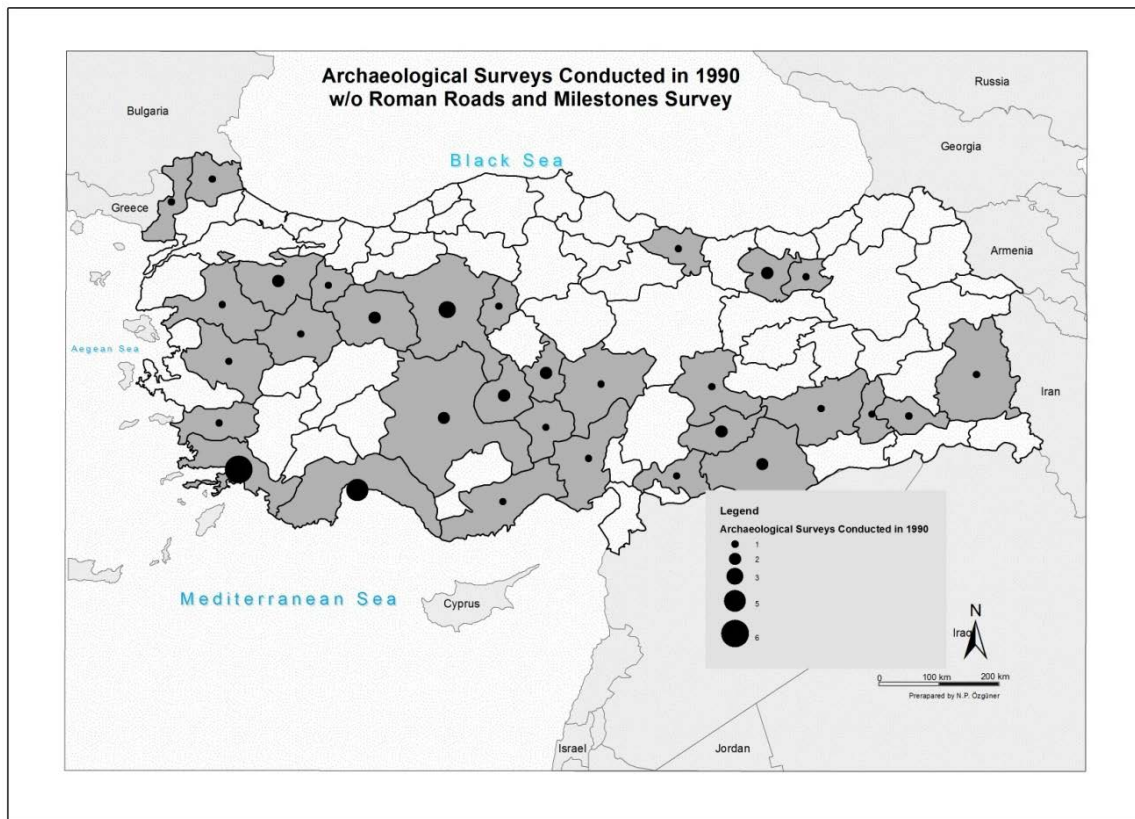 Archaeological Surveys Conducted in 1990
w/o Roman Roads and Milestones Survey
Russia
Bulgaria
Georgia
Black Sea
Greece
Armenia
Aegean Sea
Iran
Legend
Archaeological Surveys Conducted in 1990
1
2
3
5
6
Mediterranean Sea
Cyprus
N
Iraq
0 100 km 200 km
Prerapared by N.P. Özgüner
Israel
Jordan